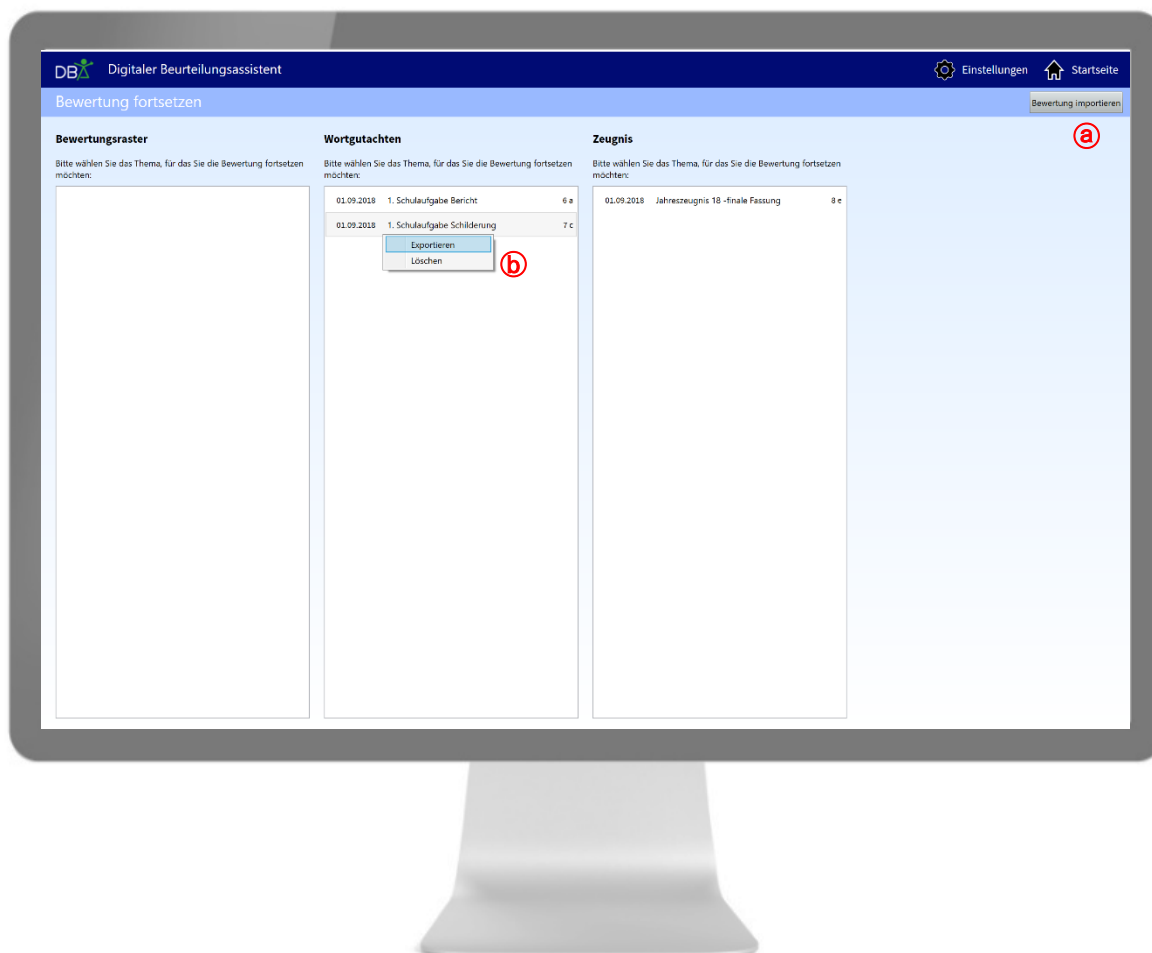 DBA Digitaler Beurteilungsassistent
Einstellungen
Startseite
Bewertung fortsetzen
Bewertung importieren
ⓐ
Bewertungsraster
Bitte wählen Sie das Thema, für das Sie die Bewertung fortsetzen
möchten:
Wortgutachten
Bitte wählen Sie das Thema, für das Sie die Bewertung fortsetzen
möchten:
01.09.2018 1. Schulaufgabe Bericht 6 a
01.09.2018 1. Schulaufgabe Schilderung 7 c
Exportieren
Löschen
ⓑ
Zeugnis
Bitte wählen Sie das Thema, für das Sie die Bewertung fortsetzen
möchten:
01.09.2018 Jahreszeugnis 18 -finale Fassung 8 e